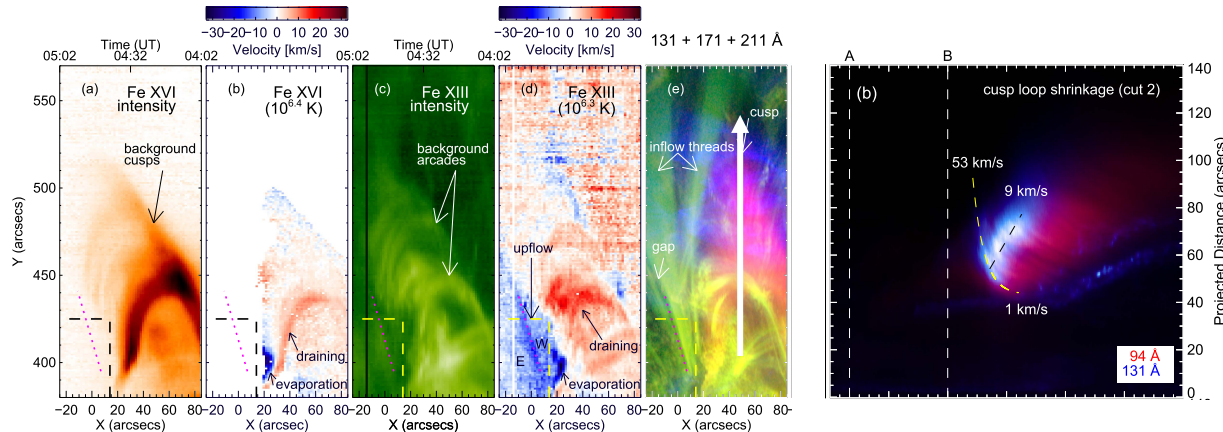 −30−20 0 10 20 30
Velocity [km/s]
Time (UT)
05:02 04:32 04:02
(a) Fe XVI
intensity
background
cusps
Y (arcsecs)
550
500
450
400
−20 0 20 40 60 80
X (arcsecs)
(b) Fe XVI
(10^6.4 K)
draining
evaporation
−20 0 20 40 60 80
X (arcsec)
Time (UT)
05:02 04:32 04:02
(c) Fe XIII
intensity
background
arcades
−20 0 20 40 60 80
X (arcsecs)
−30−20 0 10 20 30
Velocity [km/s]
(d) Fe XIII
(10^6.3 K)
upflow
W
E
draining
evaporation
−20 0 20 40 60 80
X (arcsecs)
131 + 171 + 211 Å
(e)
cusp
inflow threads
gap
−20 0 20 40 60 80
X (arcsecs)
A B
(b) cusp loop shrinkage (cut 2)
53 km/s
9 km/s
1 km/s
94 Å
131 Å
140
120
100
80
60
40
20
0
Projected Distance (arcsecs)